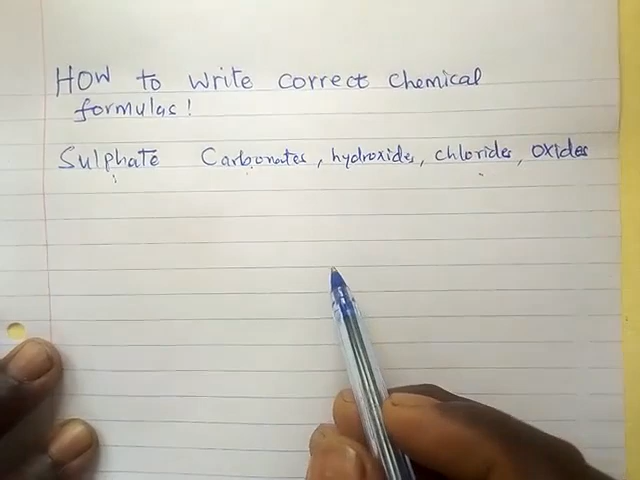 How to write correct chemical
formulas!
Sulphate Carbonates, hydroxides, chlorides, oxides